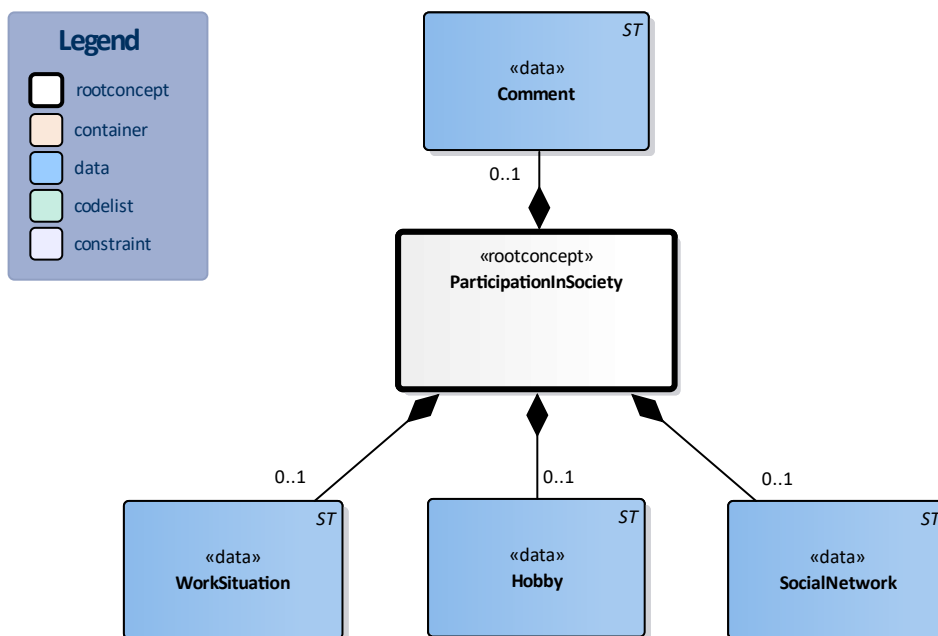 Legend
rootconcept
container
data
codelist
constraint
ST
«data»
Comment
0..1
«rootconcept»
ParticipationInSociety
0..1
0..1
0..1
ST
«data»
WorkSituation
ST
«data»
Hobby
ST
«data»
SocialNetwork